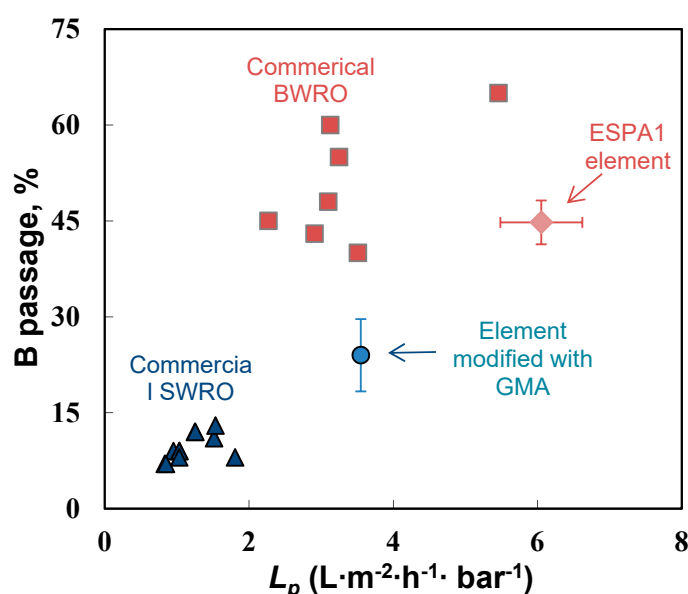 75
60
45
30
15
0
B passage, %
Commerical
BWRO
ESPA1
element
Element
modified with
GMA
Commercia
l SWRO
0
2
4
6
8
Lₚ (L·m⁻²·h⁻¹· bar⁻¹)